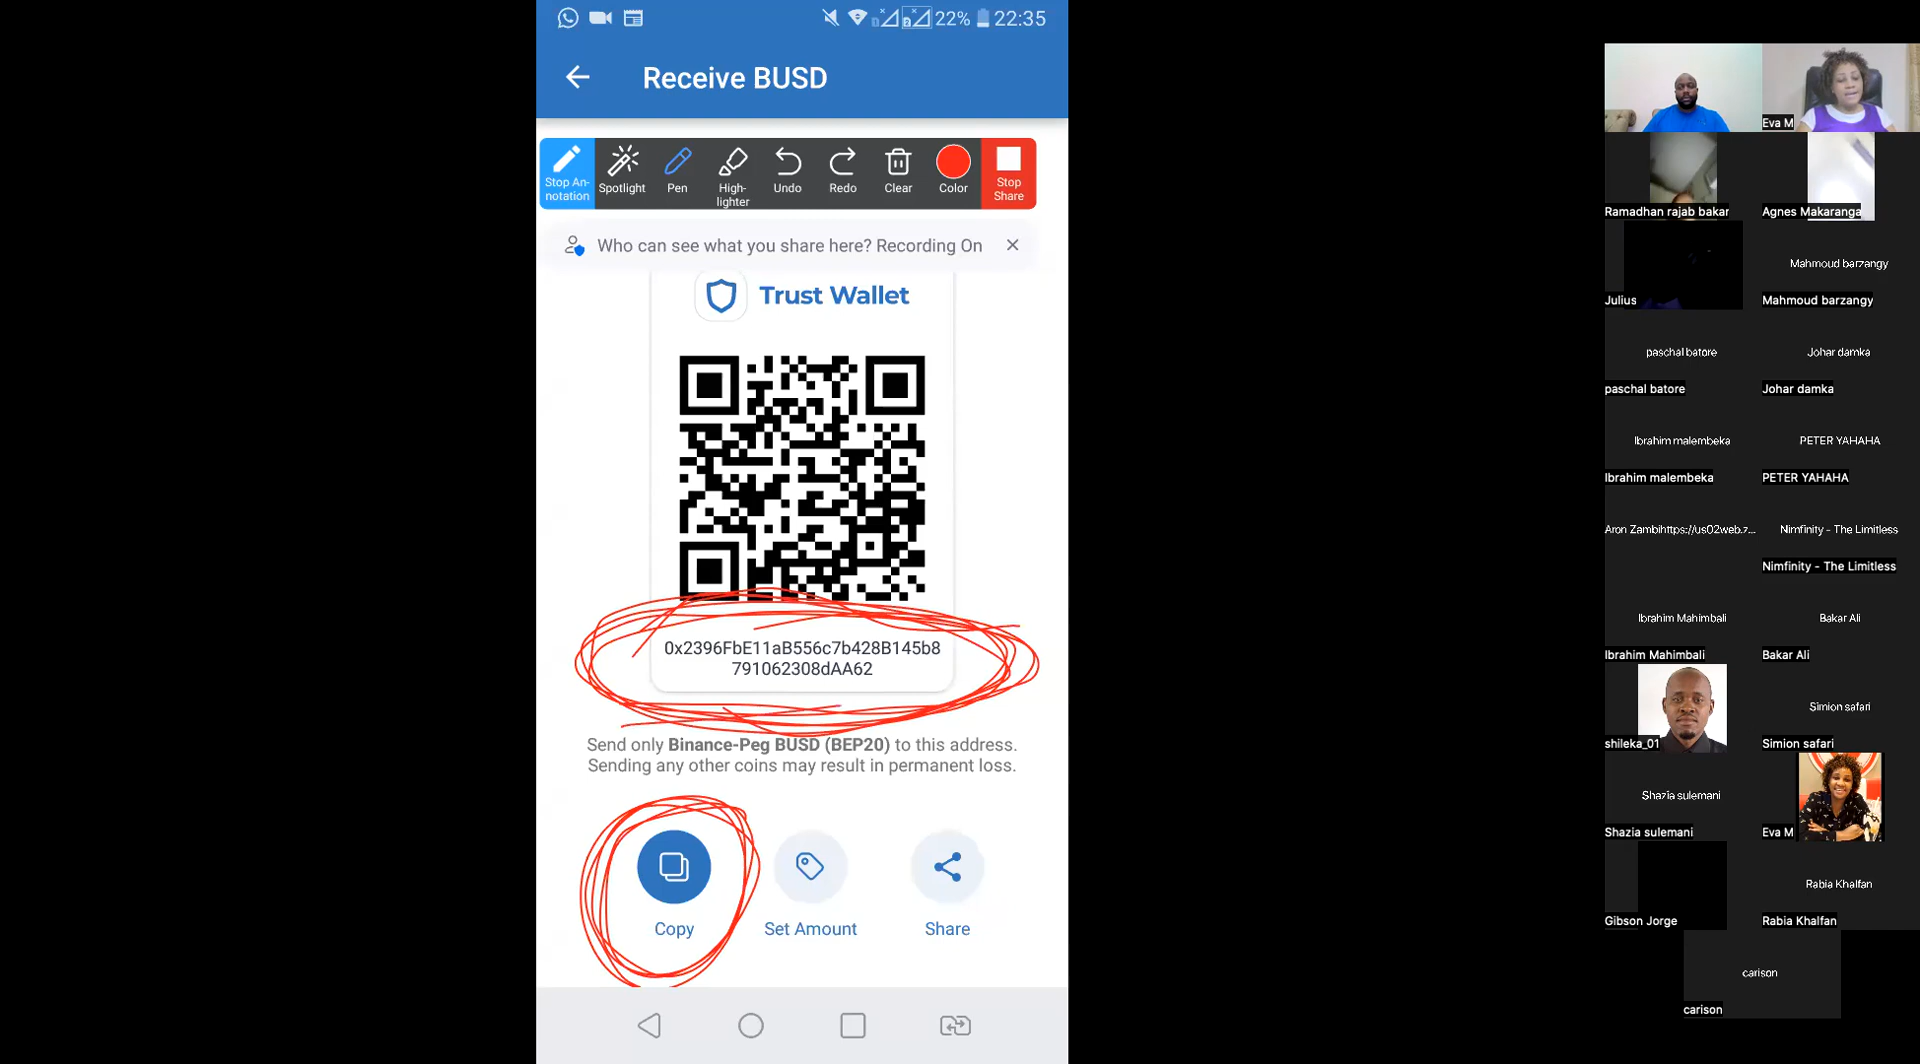 22% 22:35
Receive BUSD
Stop An-
notation
Spotlight
Pen
High-
lighter
Undo
Redo
Clear
Color
Stop
Share
Who can see what you share here? Recording On
Trust Wallet
0x2396FbE11aB556c7b428B145b8
791062308dAA62
Send only Binance-Peg BUSD (BEP20) to this address.
Sending any other coins may result in permanent loss.
Copy
Set Amount
Share
Eva M
Ramadhan rajab bakar
Agnes Makaranga
Julius
Mahmoud barzangy
Mahmoud barzangy
paschal batore
paschal batore
Johar damka
Johar damka
Ibrahim malembeka
Ibrahim malembeka
PETER YAHAHA
PETER YAHAHA
Aron Zambihttps://us02web.z...
Nimfinity - The Limitless
Nimfinity - The Limitless
Ibrahim Mahimbali
Ibrahim Mahimbali
Bakar Ali
Bakar Ali
shileka_01
Simion safari
Simion safari
Shazia sulemani
Shazia sulemani
Eva M
Gibson Jorge
Rabia Khalfan
Rabia Khalfan
carison
carison